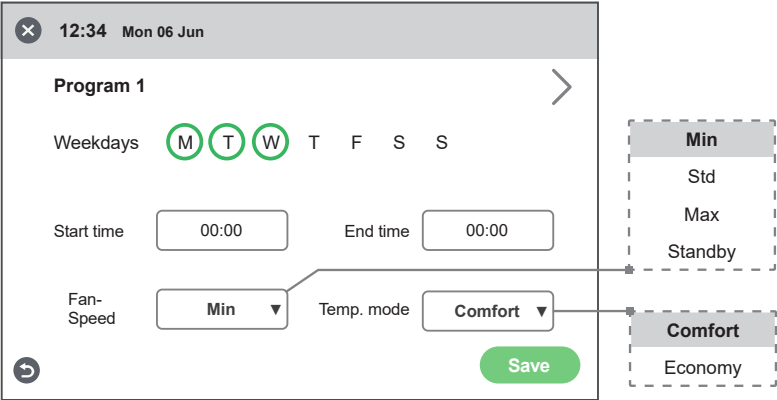 12:34 Mon 06 Jun
Program 1
Weekdays M T W T F S S
Start time 00:00 End time 00:00
Fan-
Speed
Min ▼ Temp. mode Comfort ▼
Save
Min
Std
Max
Standby
Comfort
Economy